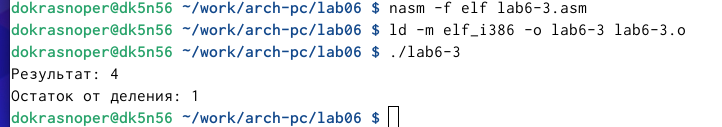 dokrasnoper@dk5n56 ~/work/arch-pc/lab06 $ nasm -f elf lab6-3.asm
dokrasnoper@dk5n56 ~/work/arch-pc/lab06 $ ld -m elf_i386 -o lab6-3 lab6-3.o
dokrasnoper@dk5n56 ~/work/arch-pc/lab06 $ ./lab6-3
Результат: 4
Остаток от деления: 1
dokrasnoper@dk5n56 ~/work/arch-pc/lab06 $